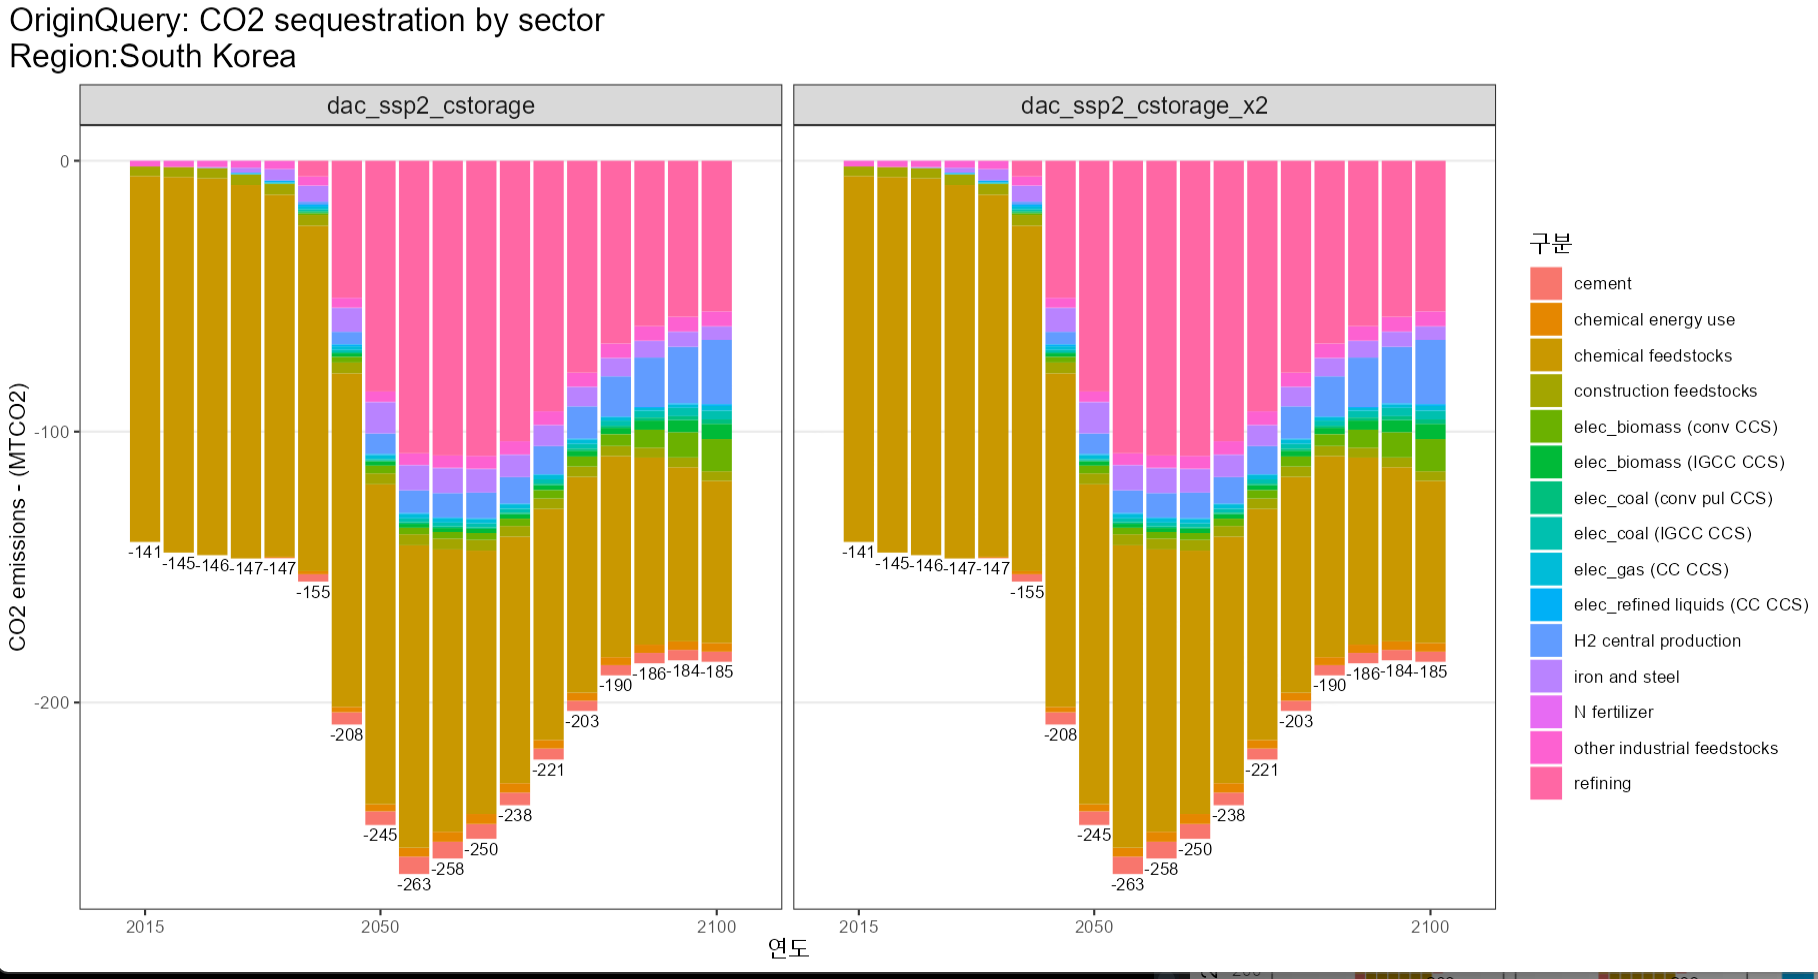 OriginQuery: CO2 sequestration by sector
Region:South Korea
dac_ssp2_cstorage
dac_ssp2_cstorage_x2
CO2 emissions - (MTCO2)
0
-100
-200
-141
-145
-146
-147
-147
-155
-208
-245
-263
-258
-250
-238
-221
-203
-190
-186
-184
-185
-141
-145
-146
-147
-147
-155
-208
-245
-263
-258
-250
-238
-221
-203
-190
-186
-184
-185
2015
2050
2100
2015
2050
2100
연도
구분
cement
chemical energy use
chemical feedstocks
construction feedstocks
elec_biomass (conv CCS)
elec_biomass (IGCC CCS)
elec_coal (conv pul CCS)
elec_coal (IGCC CCS)
elec_gas (CC CCS)
elec_refined liquids (CC CCS)
H2 central production
iron and steel
N fertilizer
other industrial feedstocks
refining